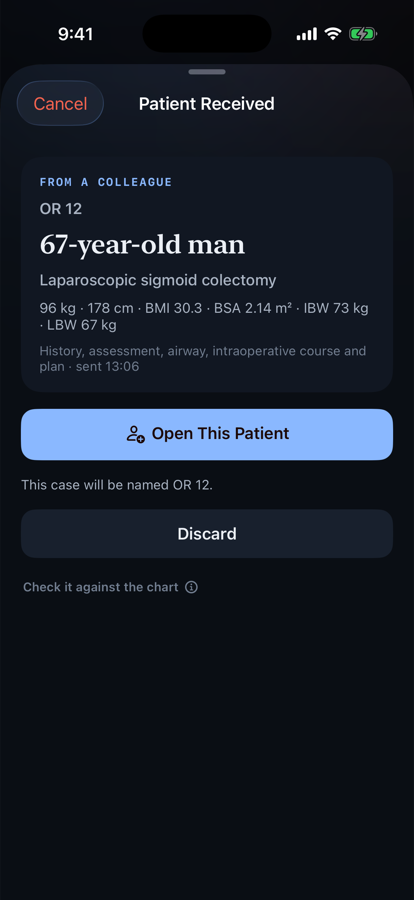 9:41
Cancel
Patient Received
FROM A COLLEAGUE
OR 12
67-year-old man
Laparoscopic sigmoid colectomy
96 kg · 178 cm · BMI 30.3 · BSA 2.14 m² · IBW 73 kg
· LBW 67 kg
History, assessment, airway, intraoperative course and
plan · sent 13:06
Open This Patient
This case will be named OR 12.
Discard
Check it against the chart